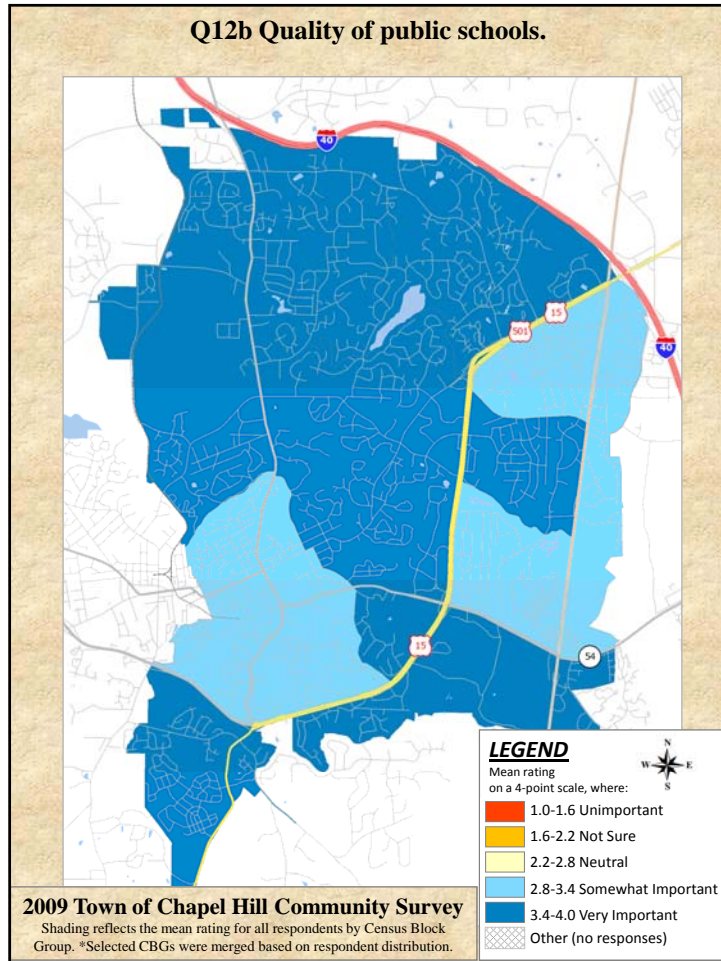 Q12b Quality of public schools.
40
15
501
40
15
54
LEGEND
N
W E
S
Mean rating
on a 4-point scale, where:
1.0-1.6 Unimportant
1.6-2.2 Not Sure
2.2-2.8 Neutral
2.8-3.4 Somewhat Important
3.4-4.0 Very Important
Other (no responses)
2009 Town of Chapel Hill Community Survey
Shading reflects the mean rating for all respondents by Census Block
Group. *Selected CBGs were merged based on respondent distribution.